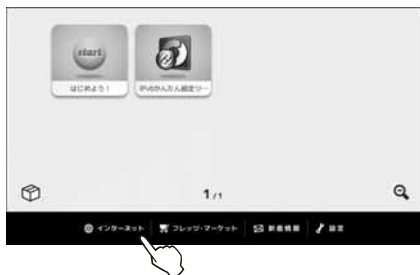 start
はじめよう!
IPv6かんたん設定ツ…
1/1
インターネット
フレッツ・マーケット
新着情報
設定